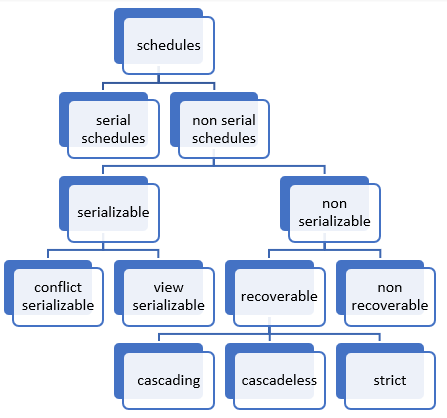 schedules
serial
schedules
non serial
schedules
serializable
non
serializable
conflict
serializable
view
serializable
recoverable
non
recoverable
cascading
cascadeless
strict